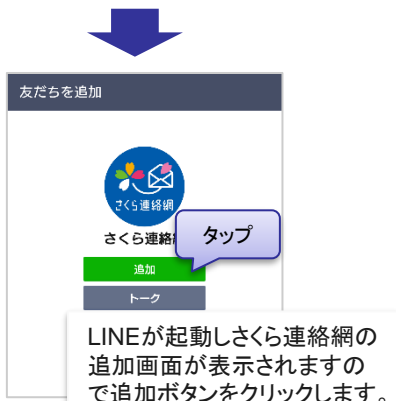 友だちを追加
さくら連絡網
さくら連絡
タップ
追加
トーク
LINEが起動しさくら連絡網の
追加画面が表示されますの
で追加ボタンをクリックします。